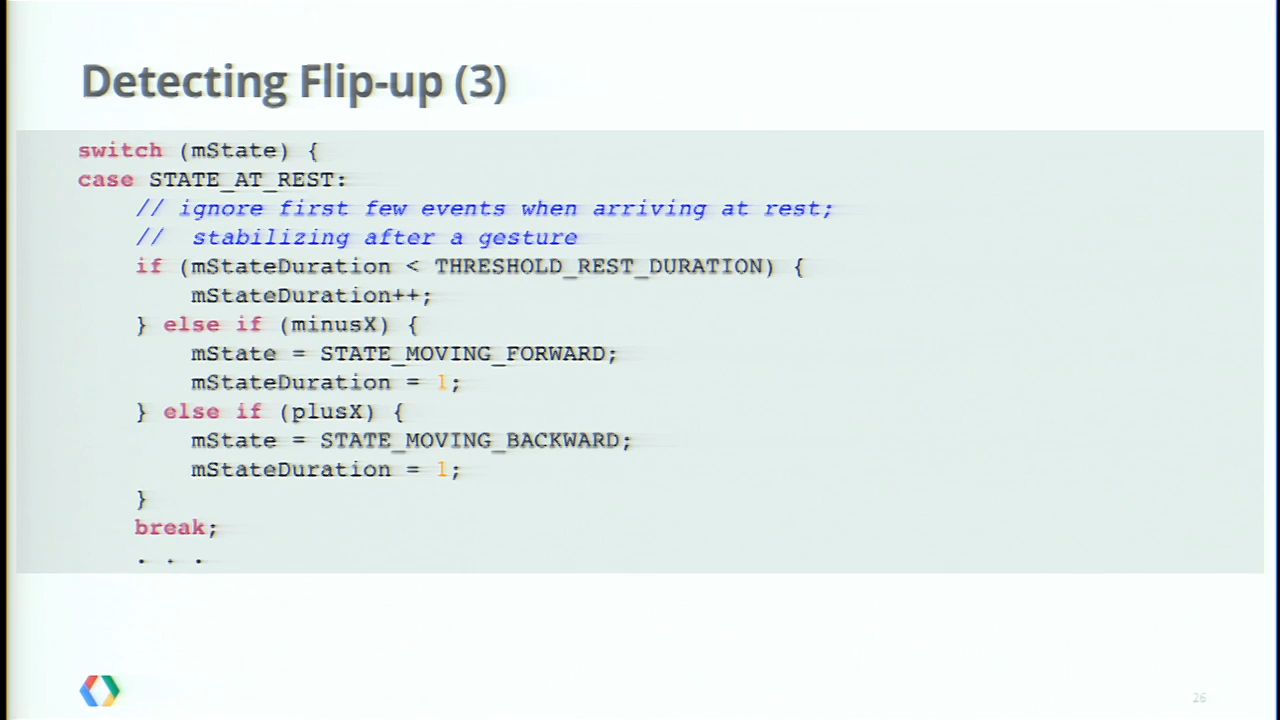 Detecting Flip-up (3)
switch (mState) {
case STATE_AT_REST:
// ignore first few events when arriving at rest;
//  stabilizing after a gesture
if (mStateDuration < THRESHOLD_REST_DURATION) {
mStateDuration++;
} else if (minusX) {
mState = STATE_MOVING_FORWARD;
mStateDuration = 1;
} else if (plusX) {
mState = STATE_MOVING_BACKWARD;
mStateDuration = 1;
}
break;
. . .
26